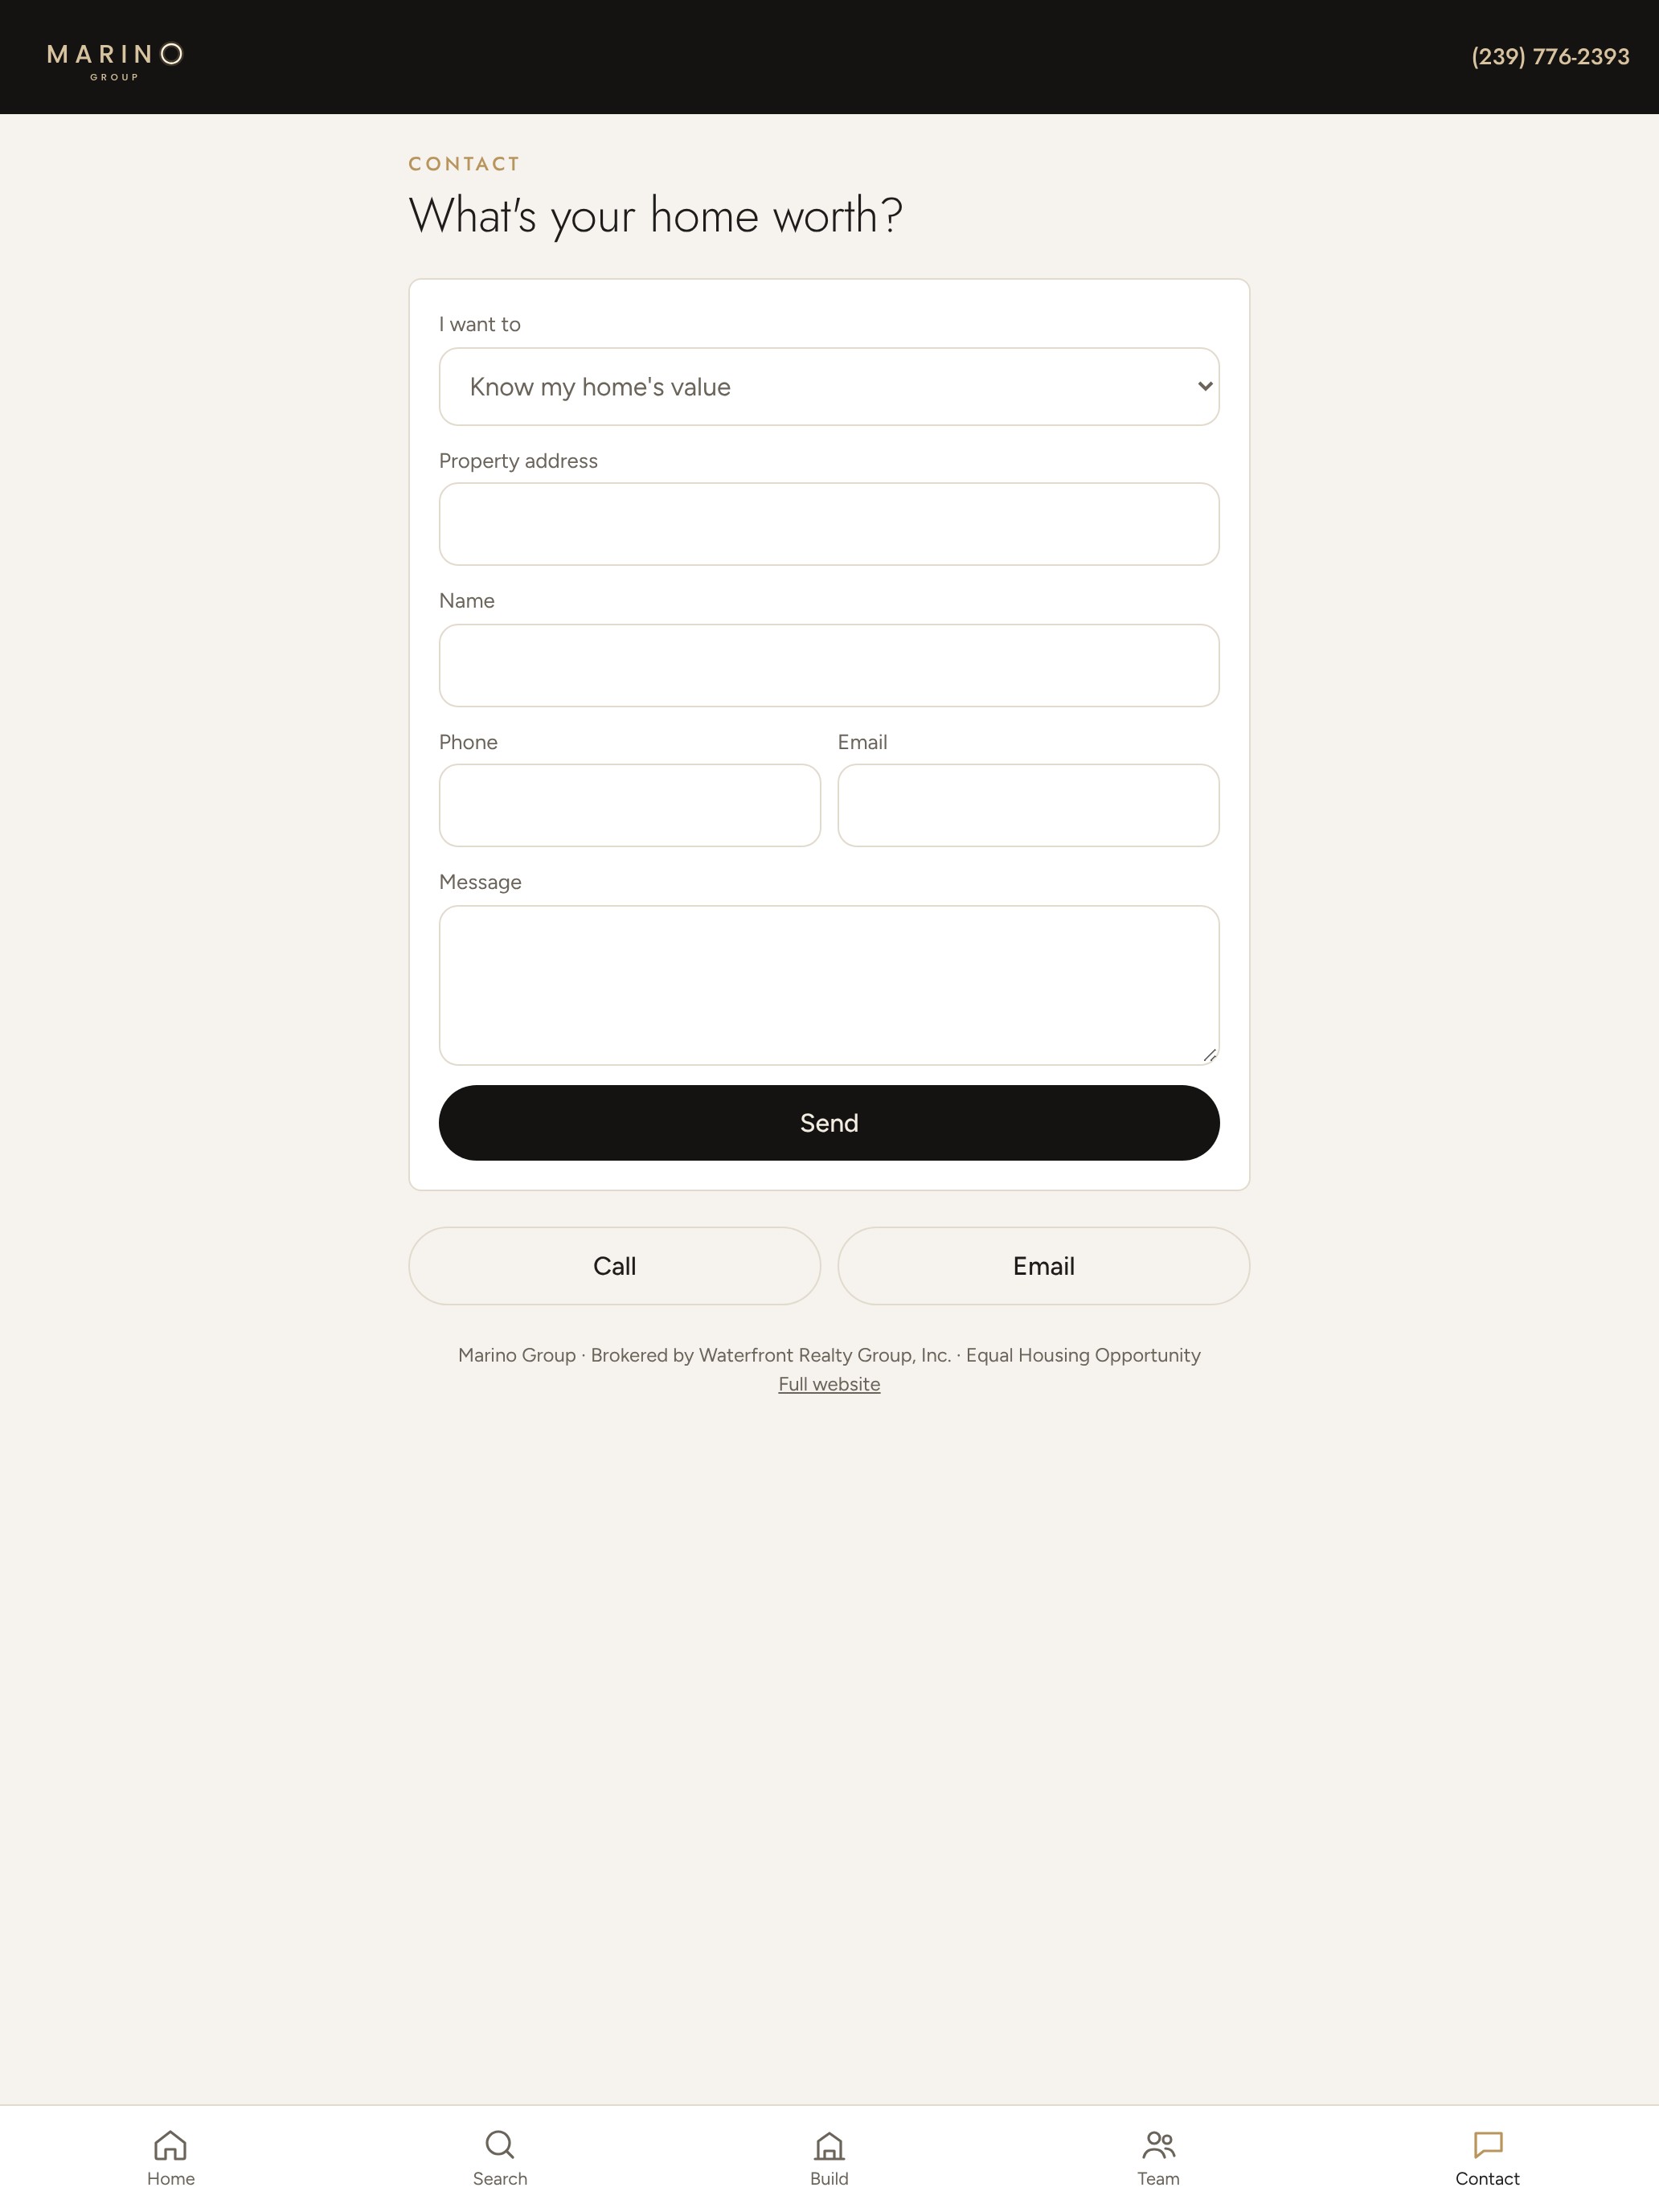 MARINO
GROUP
(239) 776-2393
CONTACT
What's your home worth?
I want to
Know my home's value
Property address
Name
Phone Email
Message
Send
Call Email
Marino Group · Brokered by Waterfront Realty Group, Inc. · Equal Housing Opportunity
Full website
Home Search Build Team Contact